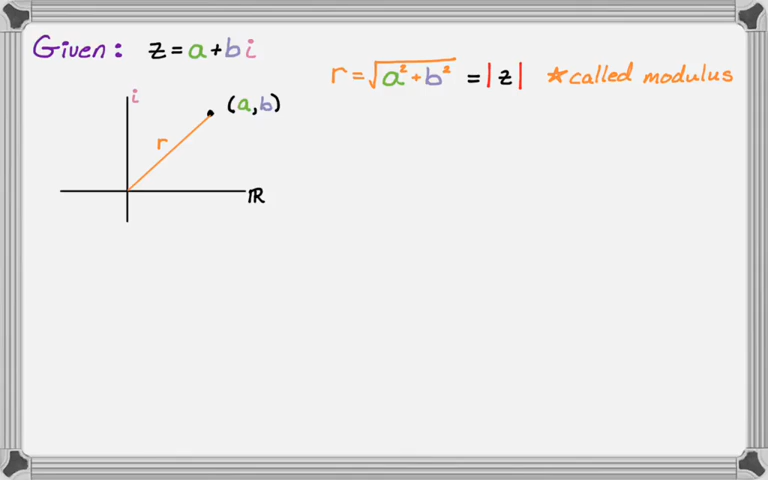 Given: z = a + bi
r = √(a² + b²) = |z| *called modulus
i
(a, b)
r
ℝ